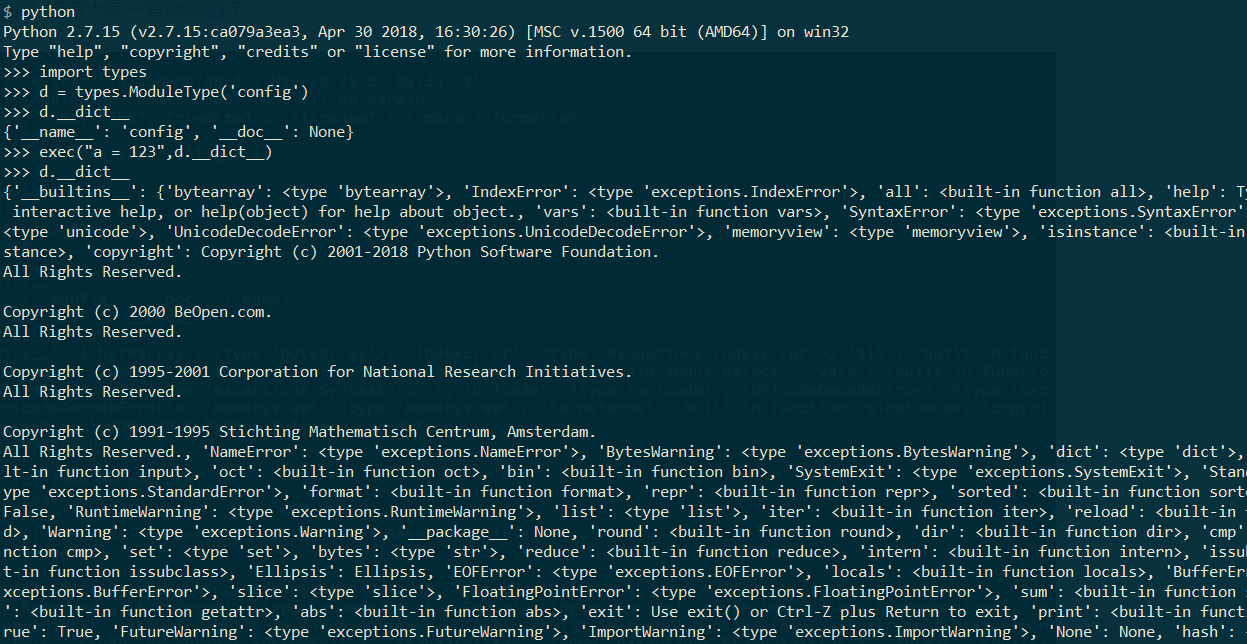 $ python
Python 2.7.15 (v2.7.15:ca079a3ea3, Apr 30 2018, 16:30:26) [MSC v.1500 64 bit (AMD64)] on win32
Type "help", "copyright", "credits" or "license" for more information.
>>> import types
>>> d = types.ModuleType('config')
>>> d.__dict__
{'__name__': 'config', '__doc__': None}
>>> exec("a = 123",d.__dict__)
>>> d.__dict__
{'__builtins__': {'bytearray': <type 'bytearray'>, 'IndexError': <type 'exceptions.IndexError'>, 'all': <built-in function all>, 'help': Ty
interactive help, or help(object) for help about object., 'vars': <built-in function vars>, 'SyntaxError': <type 'exceptions.SyntaxError'
<type 'unicode'>, 'UnicodeDecodeError': <type 'exceptions.UnicodeDecodeError'>, 'memoryview': <type 'memoryview'>, 'isinstance': <built-in
stance>, 'copyright': Copyright (c) 2001-2018 Python Software Foundation.
All Rights Reserved.
Copyright (c) 2000 BeOpen.com.
All Rights Reserved.
Copyright (c) 1995-2001 Corporation for National Research Initiatives.
All Rights Reserved.
Copyright (c) 1991-1995 Stichting Mathematisch Centrum, Amsterdam.
All Rights Reserved., 'NameError': <type 'exceptions.NameError'>, 'BytesWarning': <type 'exceptions.BytesWarning'>, 'dict': <type 'dict'>,
lt-in function input>, 'oct': <built-in function oct>, 'bin': <built-in function bin>, 'SystemExit': <type 'exceptions.SystemExit'>, 'Stan
ype 'exceptions.StandardError'>, 'format': <built-in function format>, 'repr': <built-in function repr>, 'sorted': <built-in function sort
False, 'RuntimeWarning': <type 'exceptions.RuntimeWarning'>, 'list': <type 'list'>, 'iter': <built-in function iter>, 'reload': <built-in f
d>, 'Warning': <type 'exceptions.Warning'>, '__package__': None, 'round': <built-in function round>, 'dir': <built-in function dir>, 'cmp'
nction cmp>, 'set': <type 'set'>, 'bytes': <type 'str'>, 'reduce': <built-in function reduce>, 'intern': <built-in function intern>, 'issu
t-in function issubclass>, 'Ellipsis': Ellipsis, 'EOFError': <type 'exceptions.EOFError'>, 'locals': <built-in function locals>, 'BufferEr
xceptions.BufferError'>, 'slice': <type 'slice'>, 'FloatingPointError': <type 'exceptions.FloatingPointError'>, 'sum': <built-in function
': <built-in function getattr>, 'abs': <built-in function abs>, 'exit': Use exit() or Ctrl-Z plus Return to exit, 'print': <built-in functi
rue': True, 'FutureWarning': <type 'exceptions.FutureWarning'>, 'ImportWarning': <type 'exceptions.ImportWarning'>, 'None': None, 'hash':